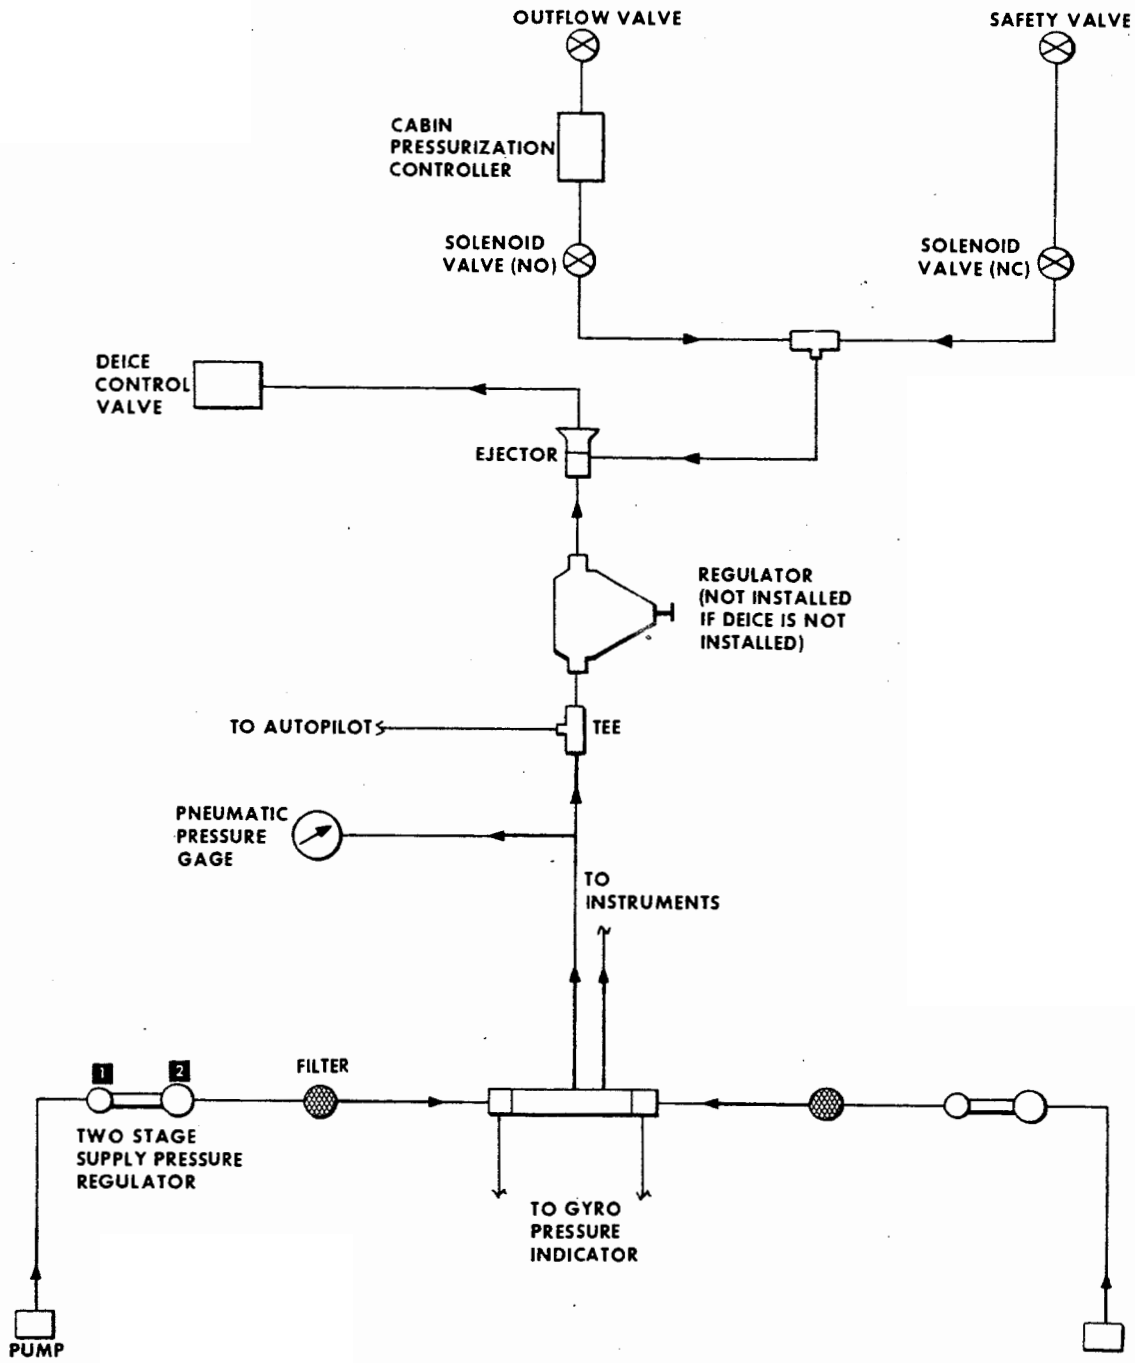 OUTFLOW VALVE
SAFETY VALVE
CABIN
PRESSURIZATION
CONTROLLER
SOLENOID
VALVE (NO)
SOLENOID
VALVE (NC)
DEICE
CONTROL
VALVE
EJECTOR
REGULATOR
(NOT INSTALLED
IF DEICE IS NOT
INSTALLED)
TO AUTOPILOT
TEE
PNEUMATIC
PRESSURE
GAGE
TO
INSTRUMENTS
1
2
FILTER
TWO STAGE
SUPPLY PRESSURE
REGULATOR
TO GYRO
PRESSURE
INDICATOR
PUMP